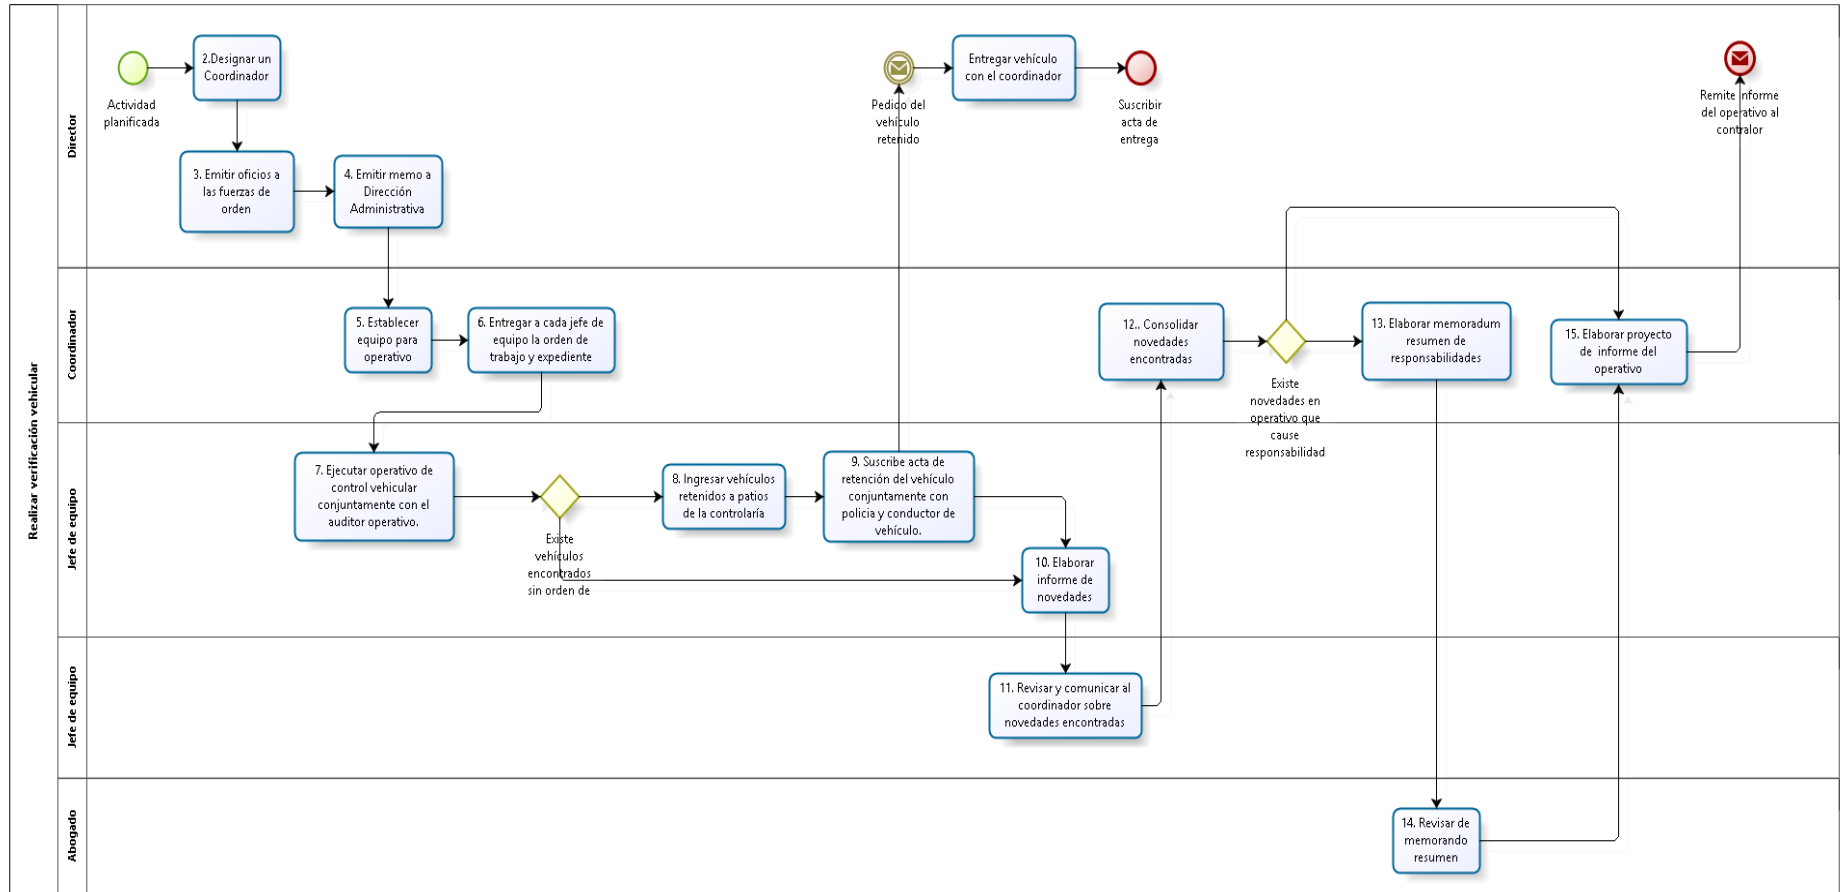 Realizar verificación vehicular
Director
Actividad
planificada
2.Designar un
Coordinador
3. Emitir oficios a
las fuerzas de
orden
4. Emitir memo a
Dirección
Administrativa
Pedido del
vehículo
retenido
Entregar vehículo
con el coordinador
Suscribir
acta de
entrega
Remite informe
del operativo al
contralor
Coordinador
5. Establecer
equipo para
operativo
6. Entregar a cada jefe de
equipo la orden de
trabajo y expediente
12.. Consolidar
novedades
encontradas
Existe
novedades en
operativo que
cause
responsabilidad
13. Elaborar memoradum
resumen de
responsabilidades
15. Elaborar proyecto
de informe del
operativo
Jefe de equipo
7. Ejecutar operativo de
control vehicular
conjuntamente con el
auditor operativo.
Existe
vehículos
encontrados
sin orden de
8. Ingresar vehículos
retenidos a patios
de la controlaría
9. Suscribe acta de
retención del vehículo
conjuntamente con
policia y conductor de
vehículo.
10. Elaborar
informe de
novedades
Jefe de equipo
11. Revisar y comunicar al
coordinador sobre
novedades encontradas
Abogado
14. Revisar de
memorando
resumen